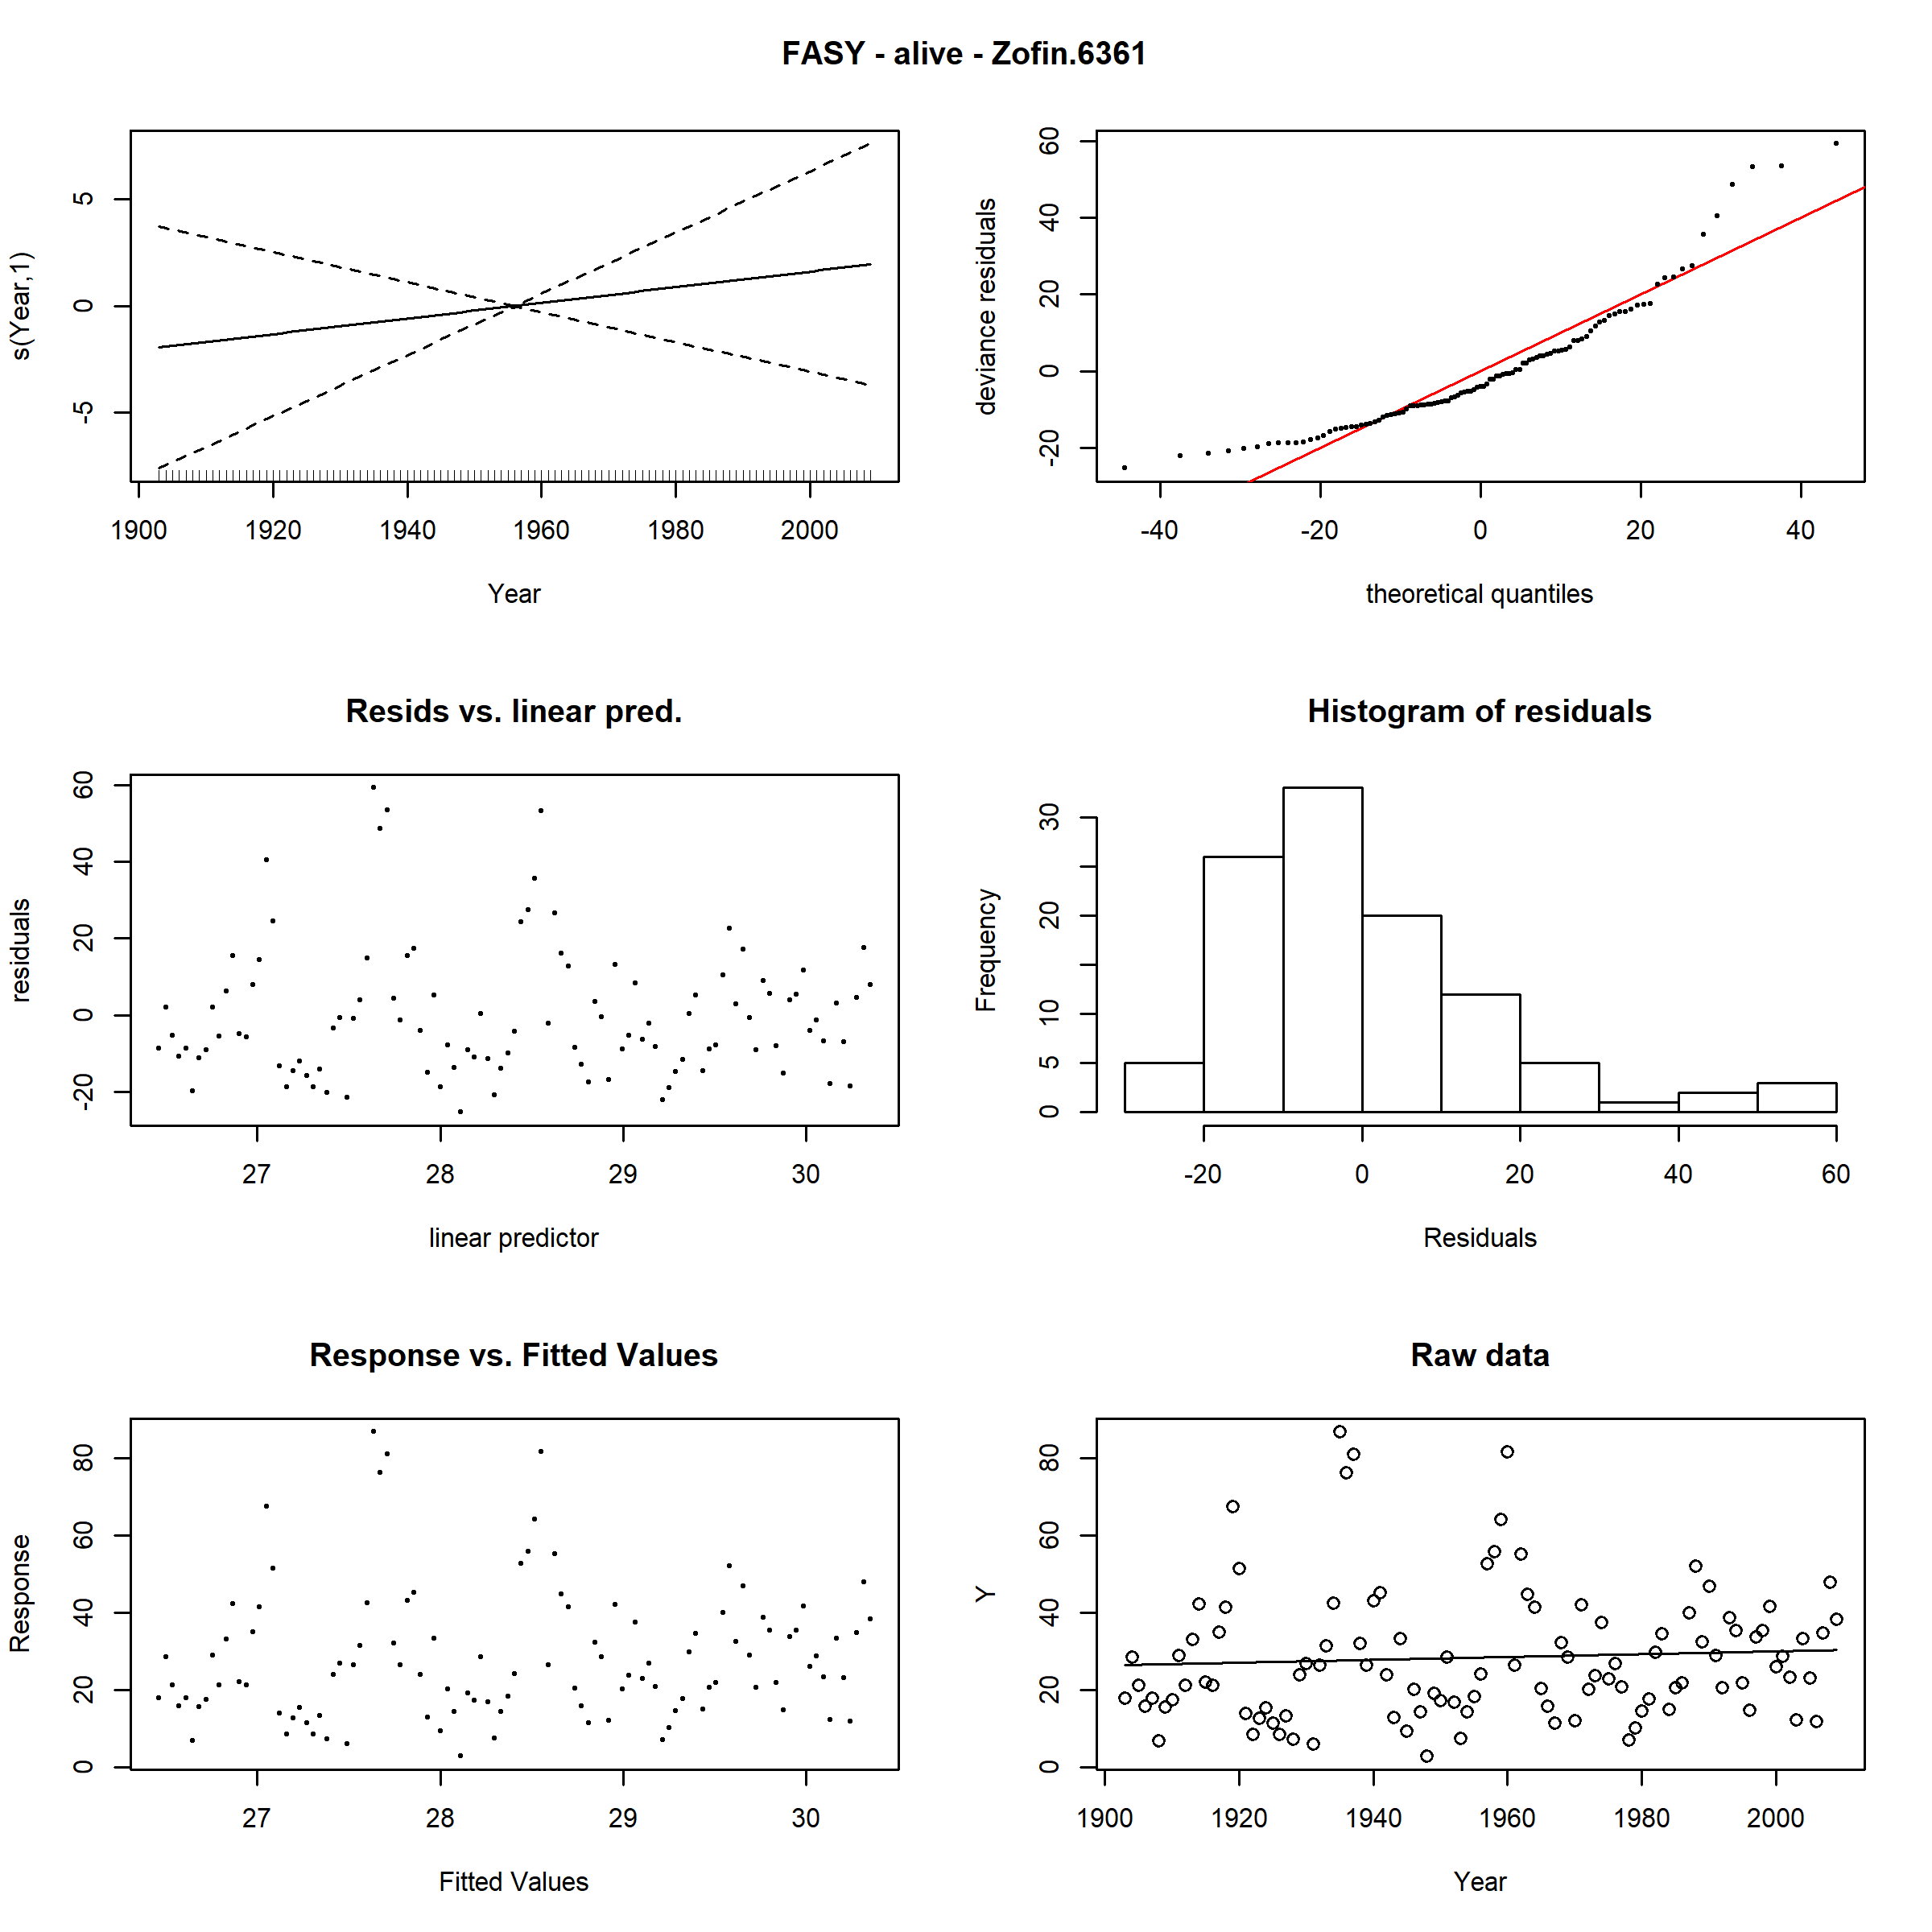 FASY - alive - Zofin.6361
s(Year,1)
5
0
-5
1900 1920 1940 1960 1980 2000
Year
deviance residuals
60
40
20
0
-20
-40 -20 0 20 40
theoretical quantiles
Resids vs. linear pred.
residuals
60
40
20
0
-20
27 28 29 30
linear predictor
Histogram of residuals
Frequency
30
20
10
5
0
-20 0 20 40 60
Residuals
Response vs. Fitted Values
Response
80
60
40
20
0
27 28 29 30
Fitted Values
Raw data
Y
80
60
40
20
0
1900 1920 1940 1960 1980 2000
Year